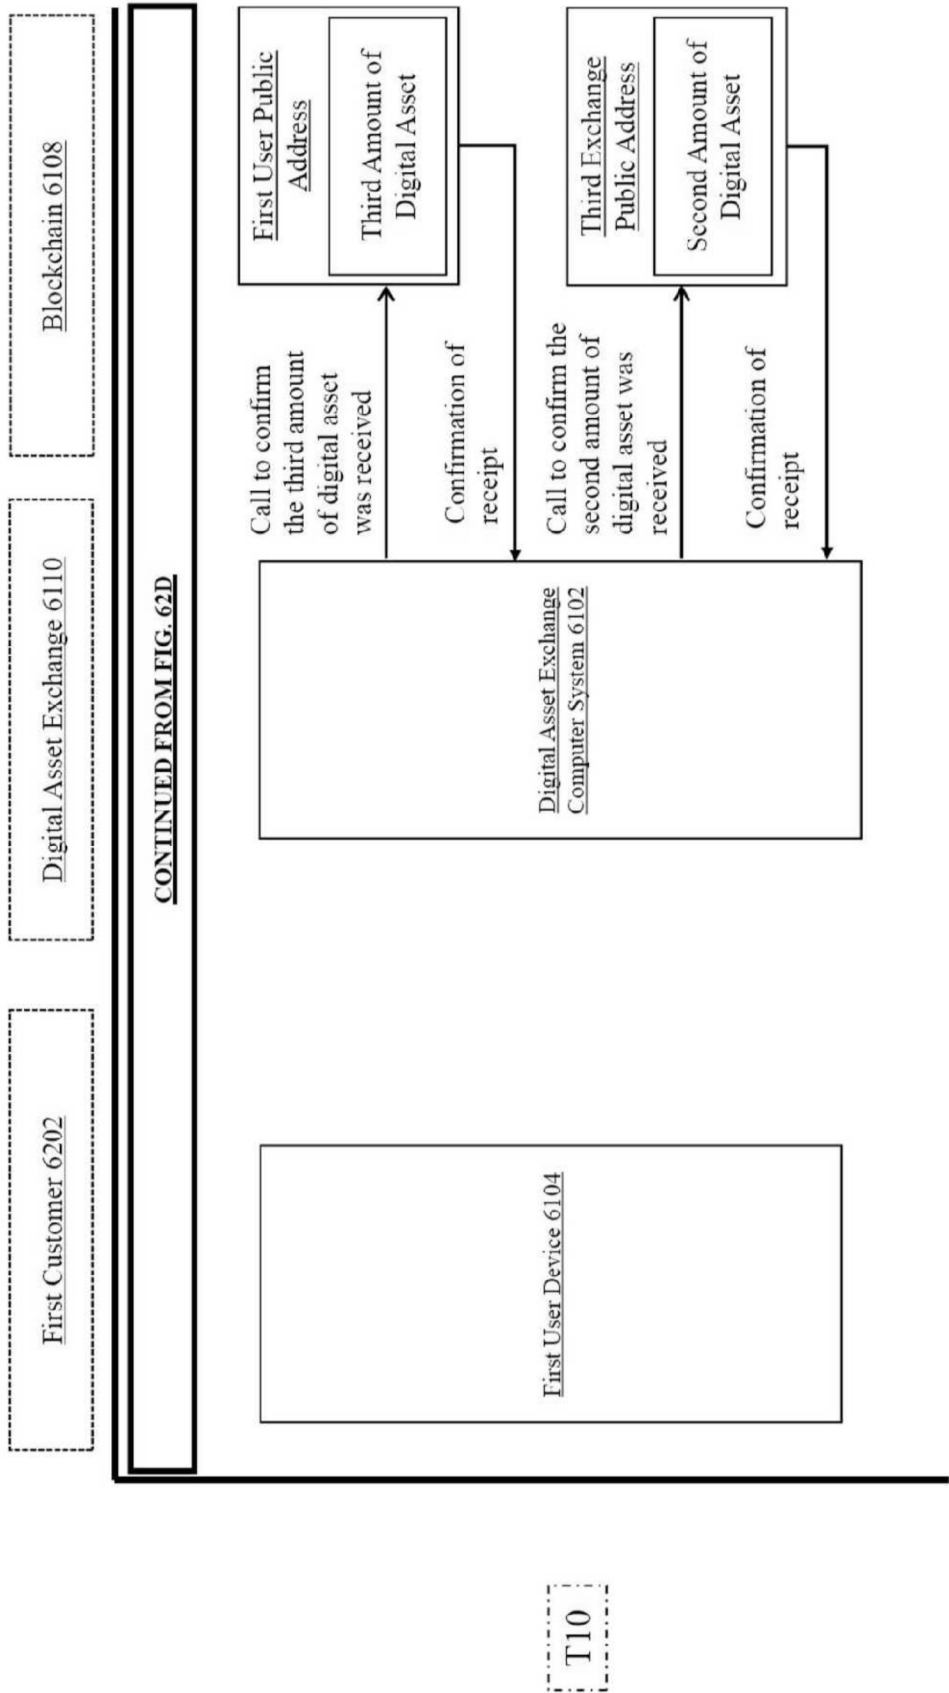 First Customer 6202
Digital Asset Exchange 6110
Blockchain 6108
CONTINUED FROM FIG. 62D
T10
First User Device 6104
Digital Asset Exchange
Computer System 6102
Call to confirm
the third amount
of digital asset
was received
Confirmation of
receipt
First User Public
Address
Third Amount of
Digital Asset
Call to confirm the
second amount of
digital asset was
received
Confirmation of
receipt
Third Exchange
Public Address
Second Amount of
Digital Asset